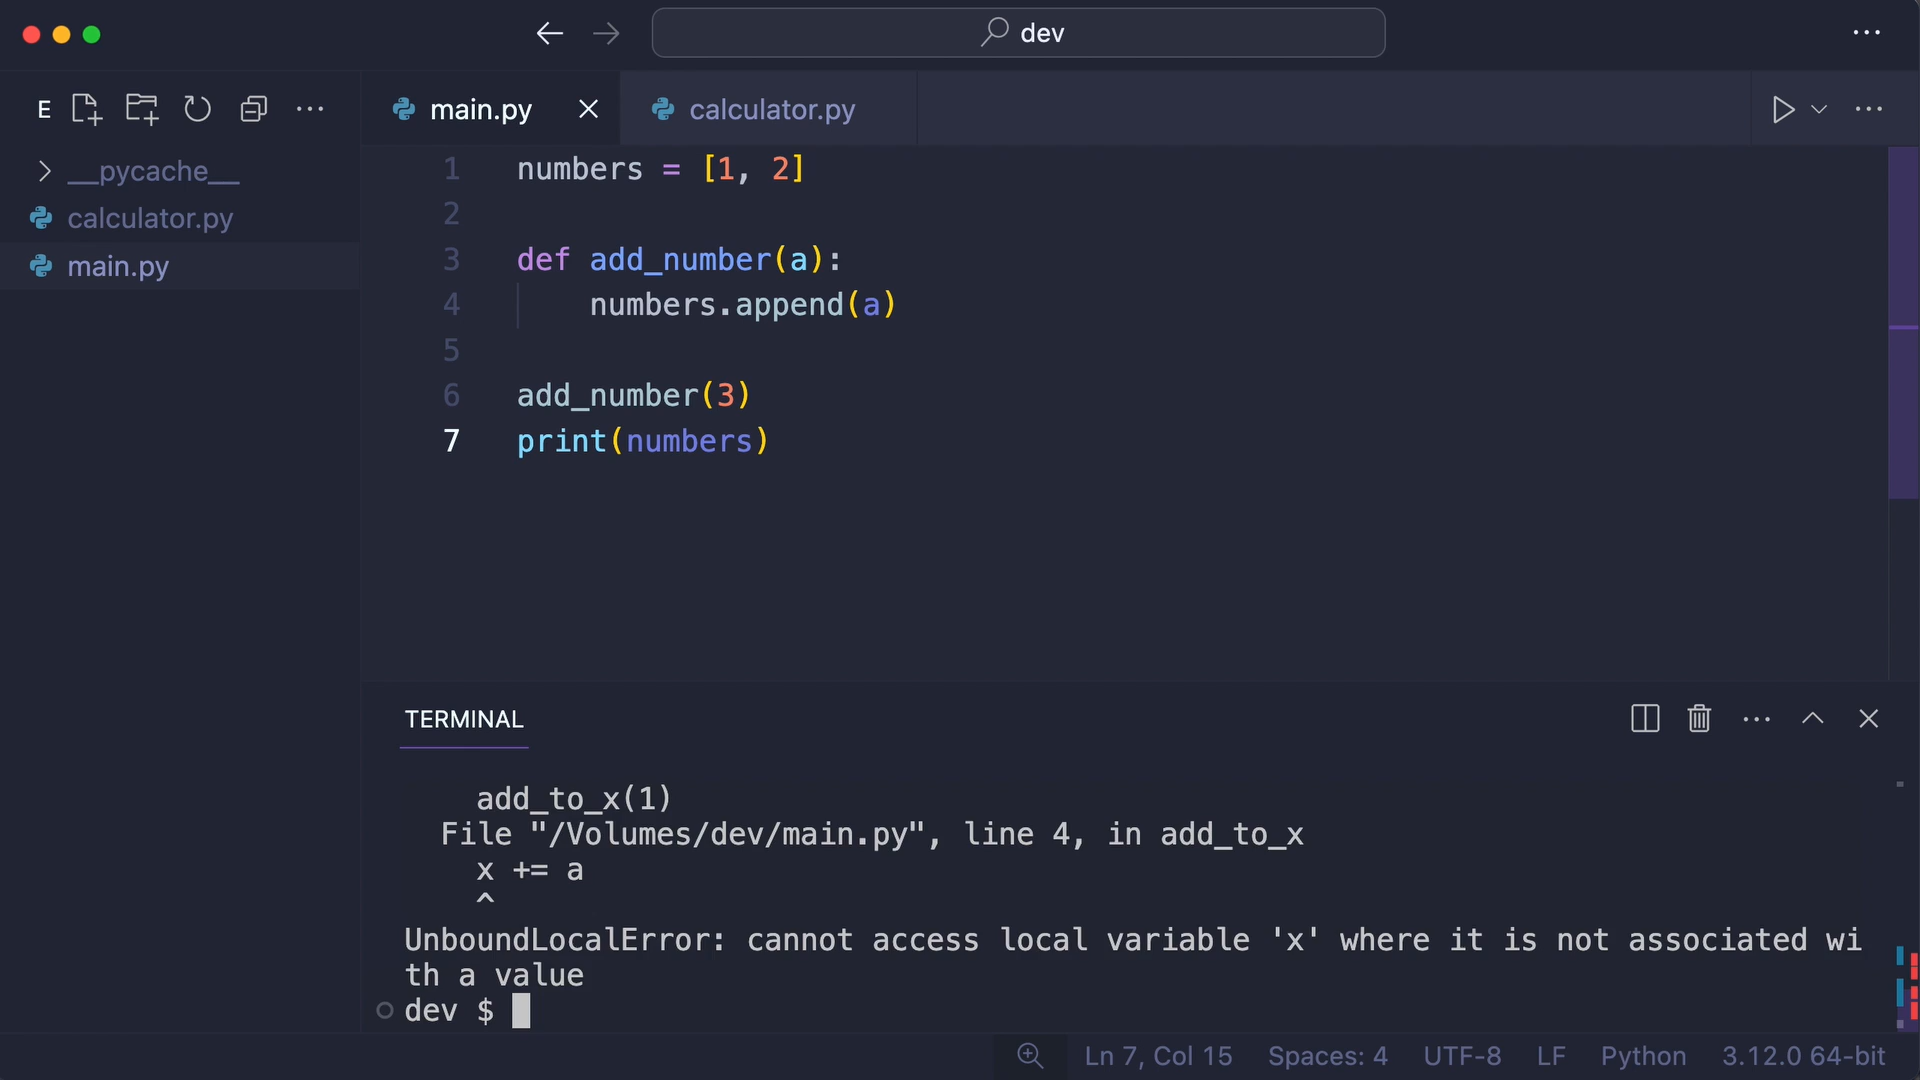 dev
E
main.py
calculator.py
__pycache__
calculator.py
main.py
1 numbers = [1, 2]
2
3 def add_number(a):
4     numbers.append(a)
5
6 add_number(3)
7 print(numbers)
TERMINAL
    add_to_x(1)
  File "/Volumes/dev/main.py", line 4, in add_to_x
    x += a
    ^
UnboundLocalError: cannot access local variable 'x' where it is not associated wi
th a value
dev $
Ln 7, Col 15 Spaces: 4 UTF-8 LF Python 3.12.0 64-bit